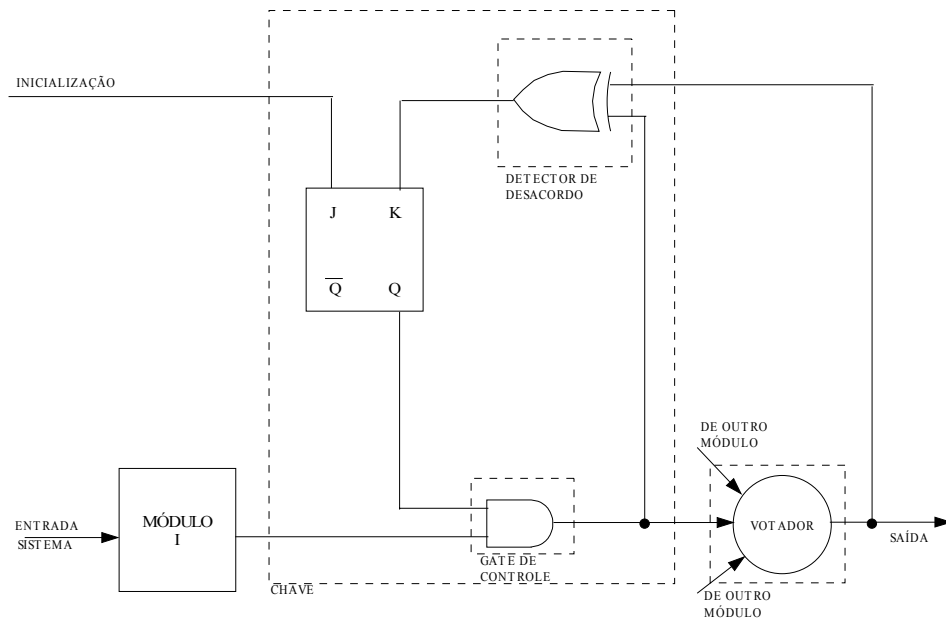 INICIALIZAÇÃO
DETECTOR DE
DESACORDO
J K
Q Q
DE OUTRO
MÓDULO
MÓDULO
I
ENTRADA
SISTEMA
VOTADOR
SAÍDA
GATE DE
CONTROLE
CHAVE
DE OUTRO
MÓDULO